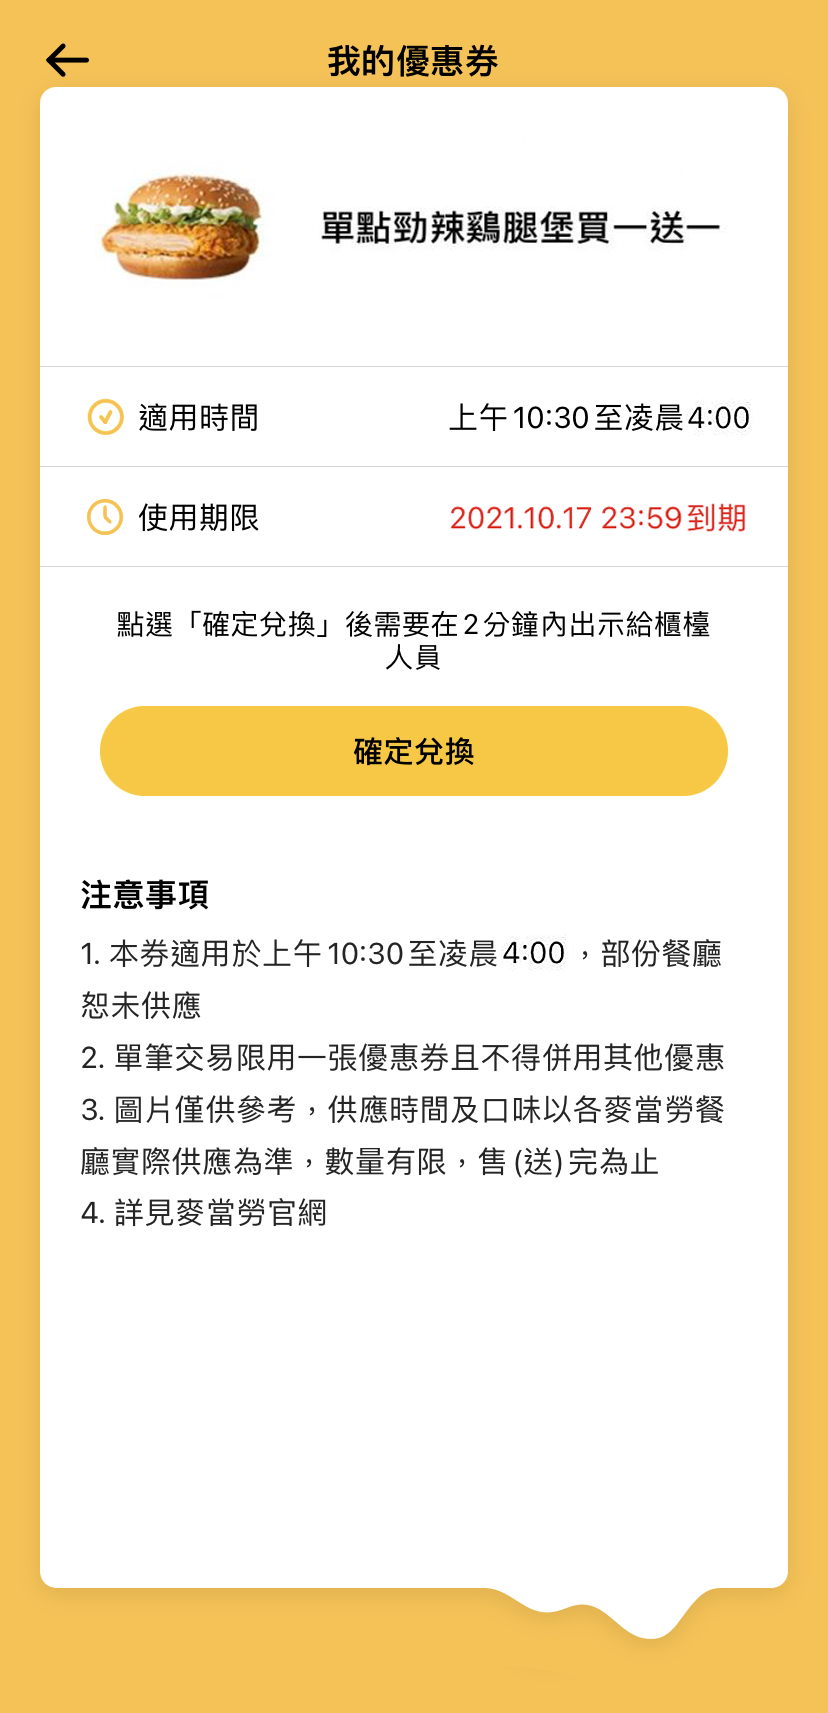 我的優惠券
單點勁辣鷄腿堡買一送一
適用時間 上午10:30至凌晨4:00
使用期限 2021.10.17 23:59到期
點選「確定兌換」後需要在2分鐘內出示給櫃檯
人員
確定兌換
注意事項
1. 本券適用於上午10:30至凌晨4:00，部份餐廳
恕未供應
2. 單筆交易限用一張優惠券且不得併用其他優惠
3. 圖片僅供參考，供應時間及口味以各麥當勞餐
廳實際供應為準，數量有限，售(送)完為止
4. 詳見麥當勞官網